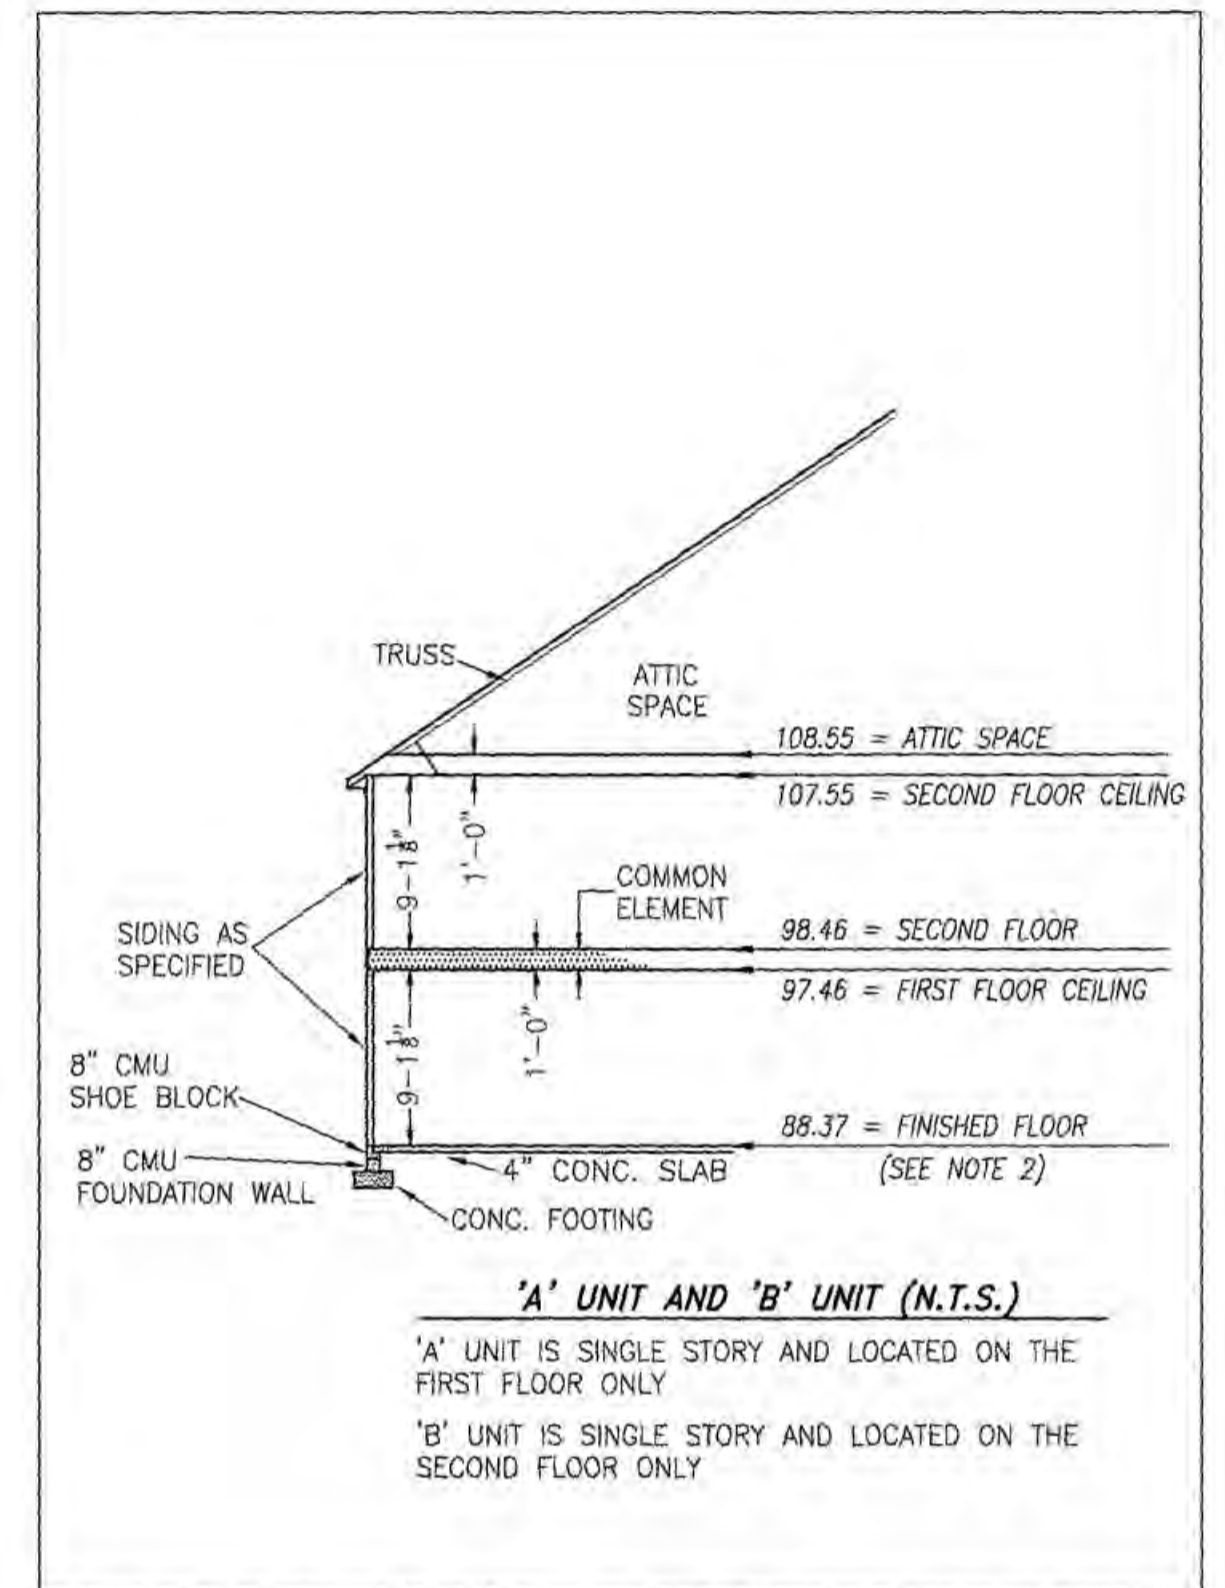 TRUSS
ATTIC
SPACE
108.55 = ATTIC SPACE
107.55 = SECOND FLOOR CEILING
9-1 1/8"
1'-0"
COMMON
ELEMENT
SIDING AS
SPECIFIED
98.46 = SECOND FLOOR
97.46 = FIRST FLOOR CEILING
9-1 1/8"
1'-0"
8" CMU
SHOE BLOCK
88.37 = FINISHED FLOOR
(SEE NOTE 2)
8" CMU
FOUNDATION WALL
4" CONC. SLAB
CONC. FOOTING
'A' UNIT AND 'B' UNIT (N.T.S.)
'A' UNIT IS SINGLE STORY AND LOCATED ON THE
FIRST FLOOR ONLY
'B' UNIT IS SINGLE STORY AND LOCATED ON THE
SECOND FLOOR ONLY